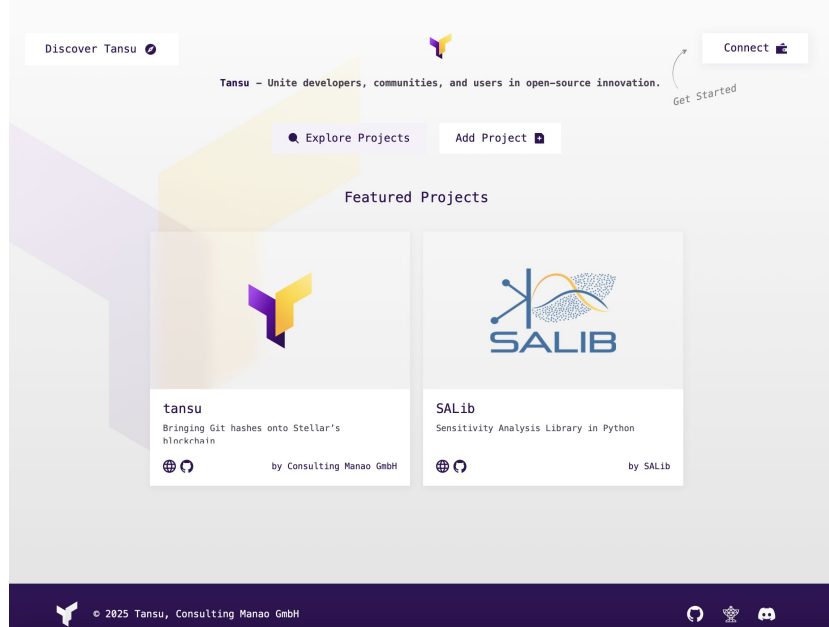 Discover Tansu
Connect
Get Started
Tansu – Unite developers, communities, and users in open-source innovation.
Explore Projects
Add Project
Featured Projects
SALIB
tansu
Bringing Git hashes onto Stellar's
blockchain
by Consulting Manao GmbH
SALib
Sensitivity Analysis Library in Python
by SALib
© 2025 Tansu, Consulting Manao GmbH